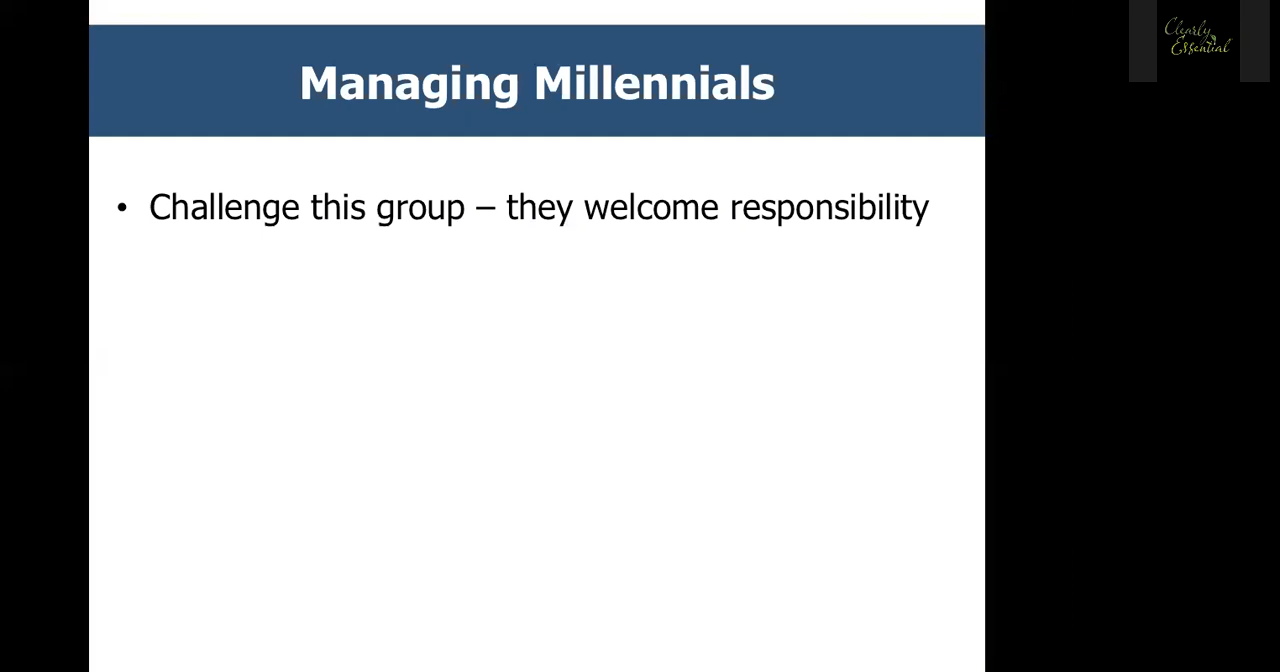 Clearly
Essential
Managing Millennials
• Challenge this group – they welcome responsibility